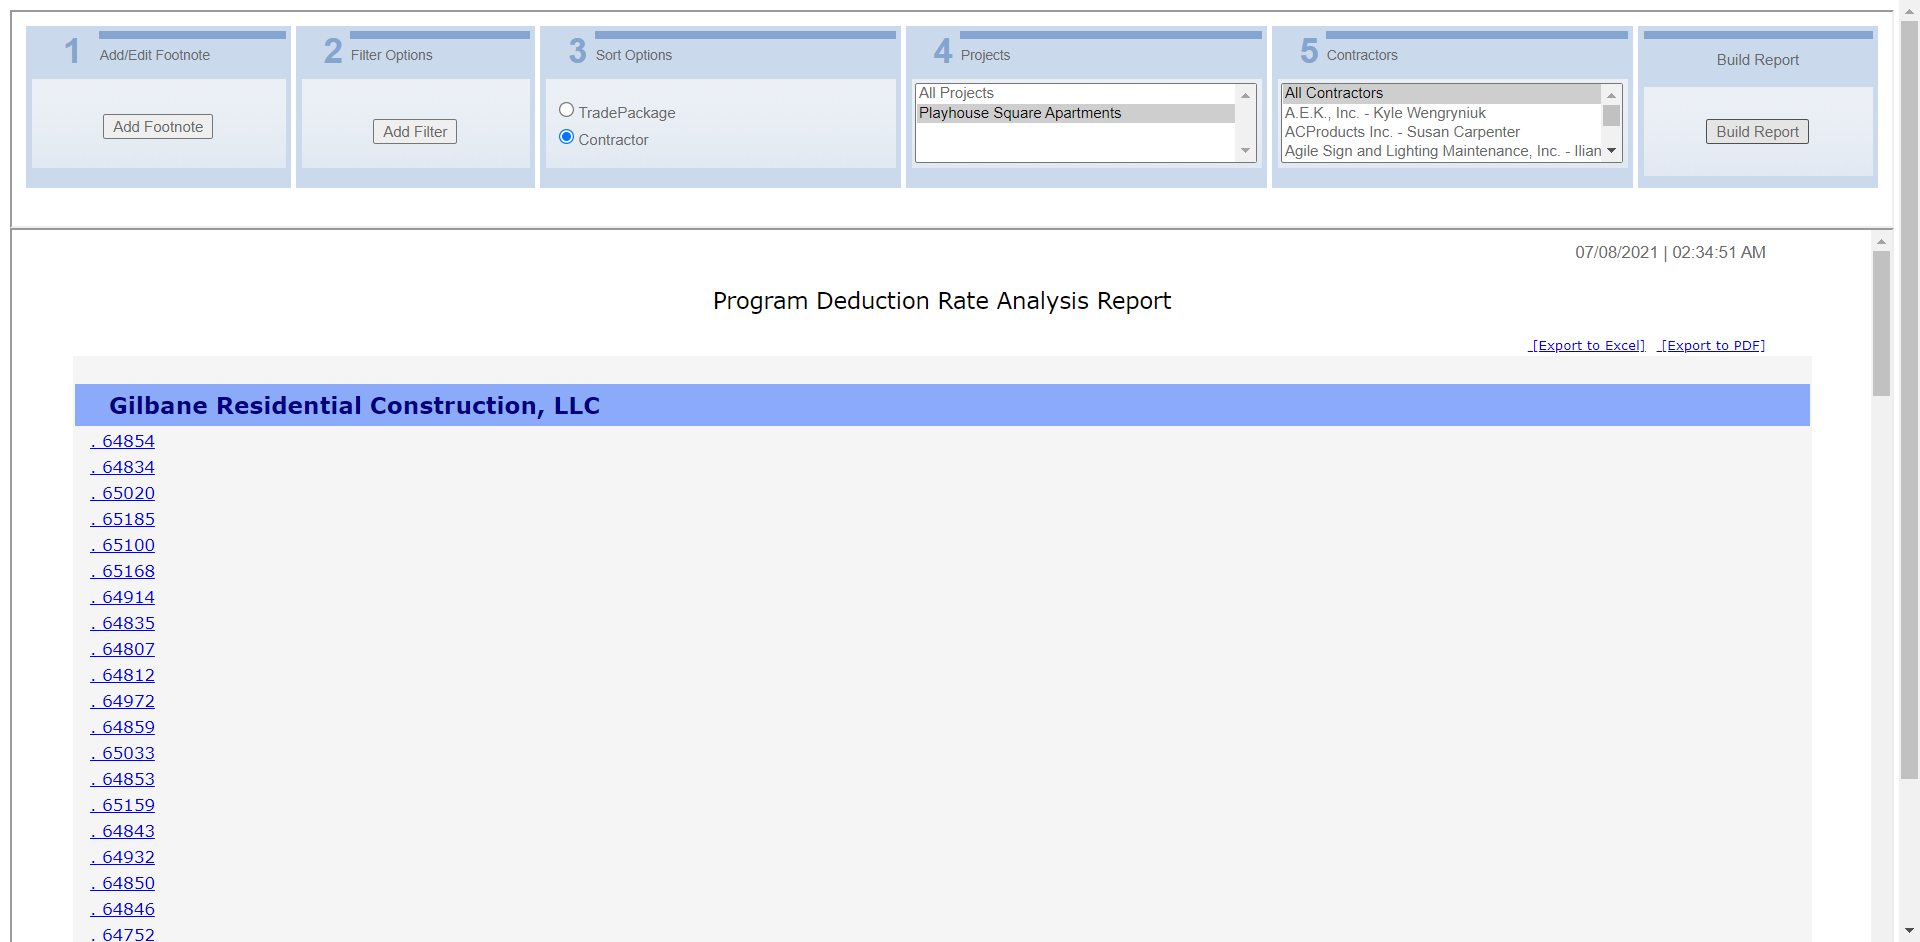 1 Add/Edit Footnote
Add Footnote
2 Filter Options
Add Filter
3 Sort Options
TradePackage
Contractor
4 Projects
All Projects
Playhouse Square Apartments
5 Contractors
All Contractors
A.E.K., Inc. - Kyle Wengryniuk
ACProducts Inc. - Susan Carpenter
Agile Sign and Lighting Maintenance, Inc. - Ilian
Build Report
Build Report
07/08/2021 | 02:34:51 AM
Program Deduction Rate Analysis Report
[Export to Excel] [Export to PDF]
Gilbane Residential Construction, LLC
. 64854
. 64834
. 65020
. 65185
. 65100
. 65168
. 64914
. 64835
. 64807
. 64812
. 64972
. 64859
. 65033
. 64853
. 65159
. 64843
. 64932
. 64850
. 64846
. 64752